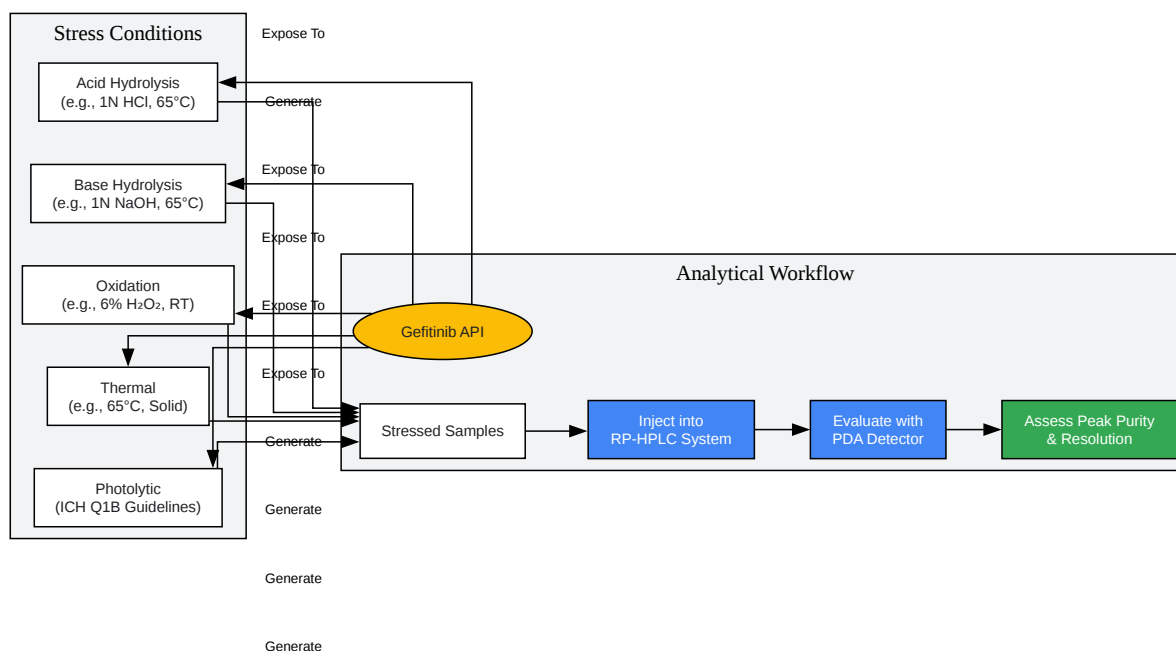 Stress Conditions
Expose To
Acid Hydrolysis
(e.g., 1N HCl, 65°C)
Generate
Expose To
Base Hydrolysis
(e.g., 1N NaOH, 65°C)
Expose To
Analytical Workflow
Oxidation
(e.g., 6% H₂O₂, RT)
Expose To
Gefitinib API
Expose To
Thermal
(e.g., 65°C, Solid)
Generate
Stressed Samples
Inject into
RP-HPLC System
Evaluate with
PDA Detector
Assess Peak Purity
& Resolution
Photolytic
(ICH Q1B Guidelines)
Generate
Generate
Generate